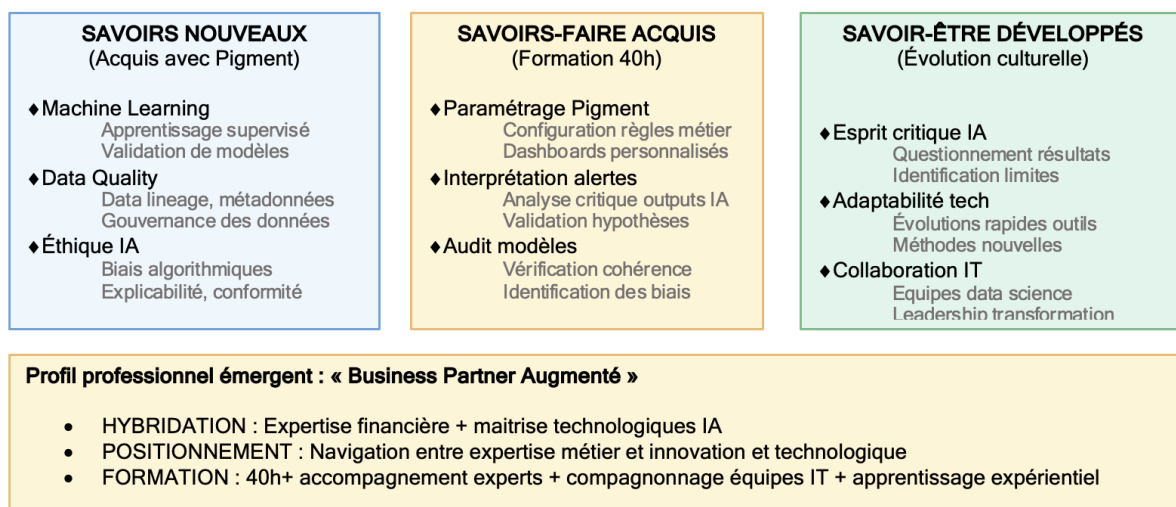 SAVOIRS NOUVEAUX
(Acquis avec Pigment)
♦Machine Learning
Apprentissage supervisé
Validation de modèles
♦Data Quality
Data lineage, métadonnées
Gouvernance des données
♦Éthique IA
Biais algorithmiques
Explicabilité, conformité
SAVOIRS-FAIRE ACQUIS
(Formation 40h)
♦Paramétrage Pigment
Configuration règles métier
Dashboards personnalisés
♦Interprétation alertes
Analyse critique outputs IA
Validation hypothèses
♦Audit modèles
Vérification cohérence
Identification des biais
SAVOIR-ÊTRE DÉVELOPPÉS
(Évolution culturelle)
♦Esprit critique IA
Questionnement résultats
Identification limites
♦Adaptabilité tech
Évolutions rapides outils
Méthodes nouvelles
♦Collaboration IT
Equipes data science
Leadership transformation
Profil professionnel émergent : « Business Partner Augmenté »
• HYBRIDATION : Expertise financière + maitrise technologiques IA
• POSITIONNEMENT : Navigation entre expertise métier et innovation et technologique
• FORMATION : 40h+ accompagnement experts + compagnonnage équipes IT + apprentissage expérientiel